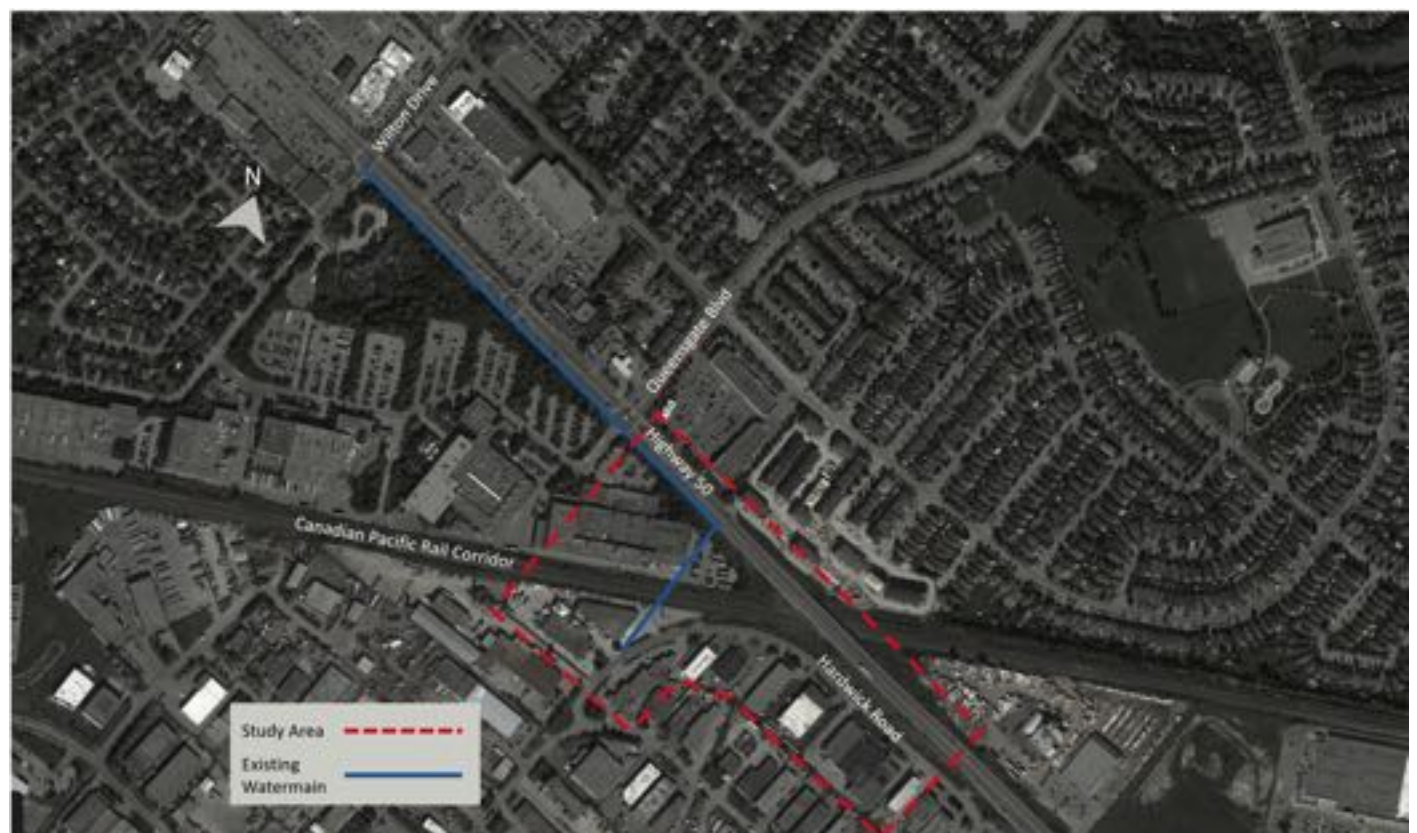 Wilton Drive
N
Queensgate Blvd
Highway 50
Canadian Pacific Rail Corridor
Hardwick Road
Study Area
Existing
Watermain